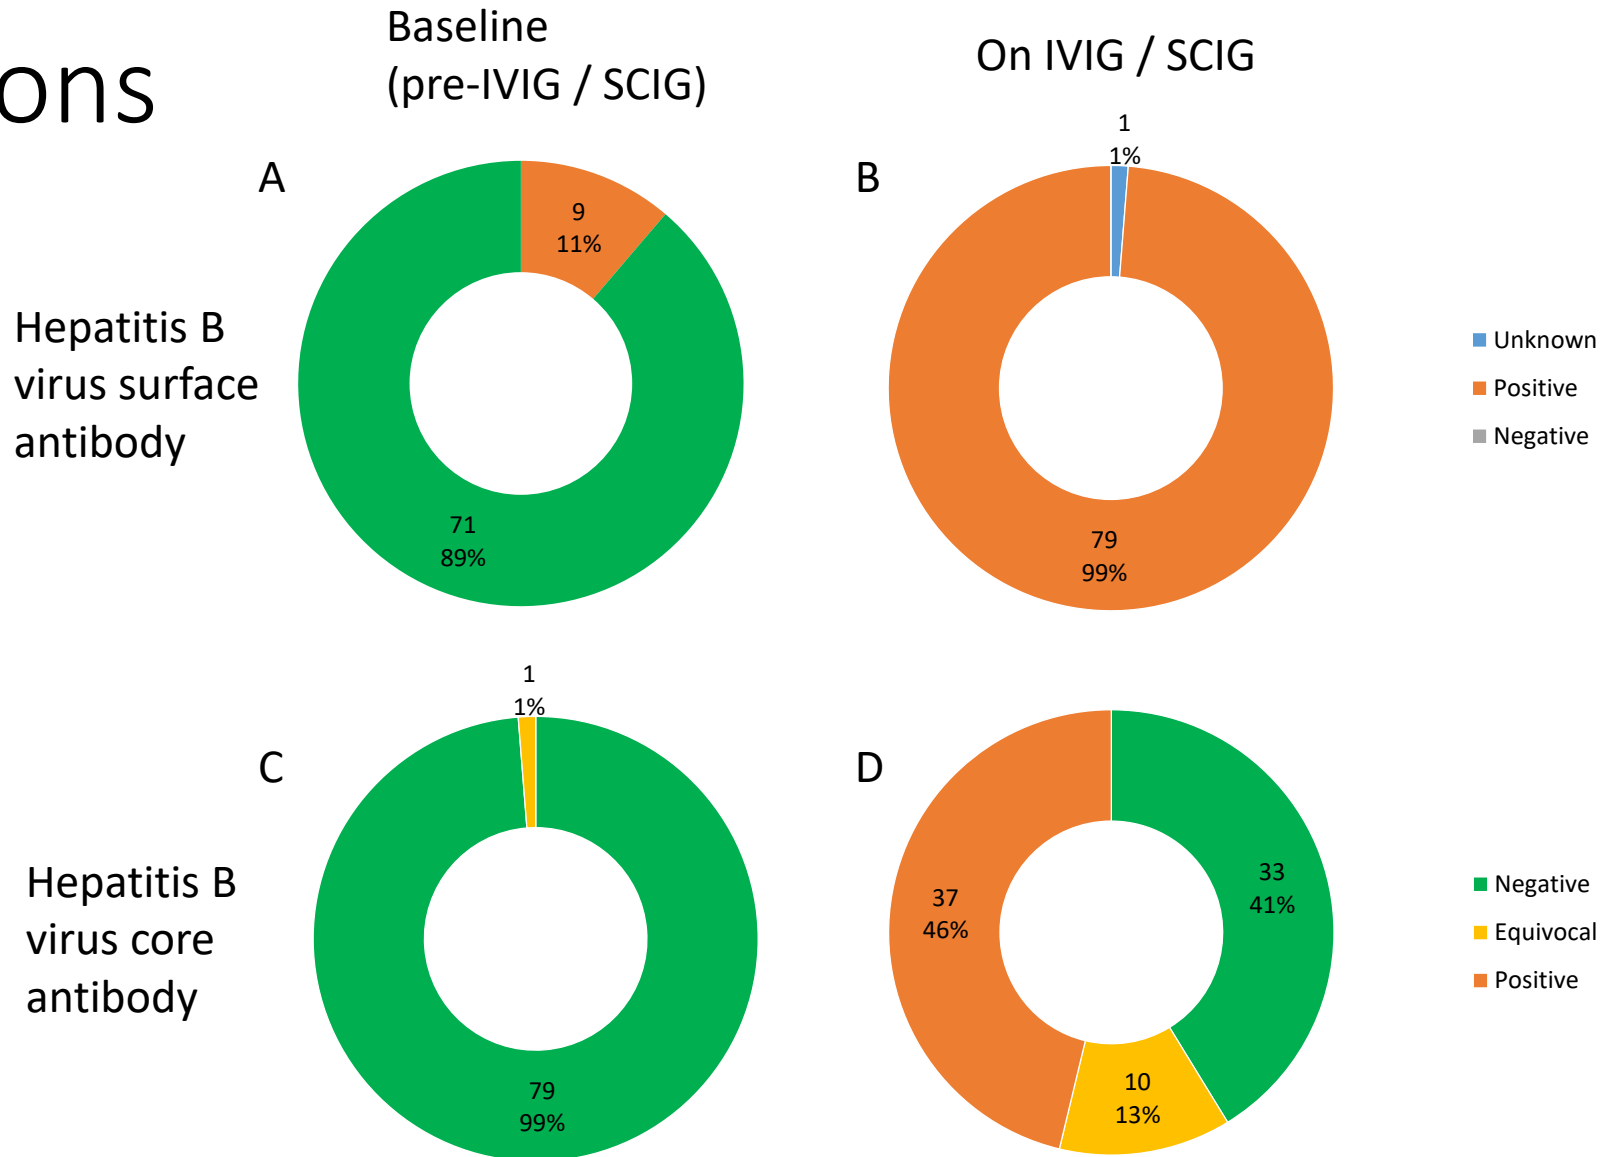 ons
Baseline
(pre-IVIG / SCIG)
On IVIG / SCIG
A
9
11%
71
89%
B
1
1%
79
99%
Hepatitis B
virus surface
antibody
Unknown
Positive
Negative
C
1
1%
79
99%
D
33
41%
37
46%
10
13%
Hepatitis B
virus core
antibody
Negative
Equivocal
Positive